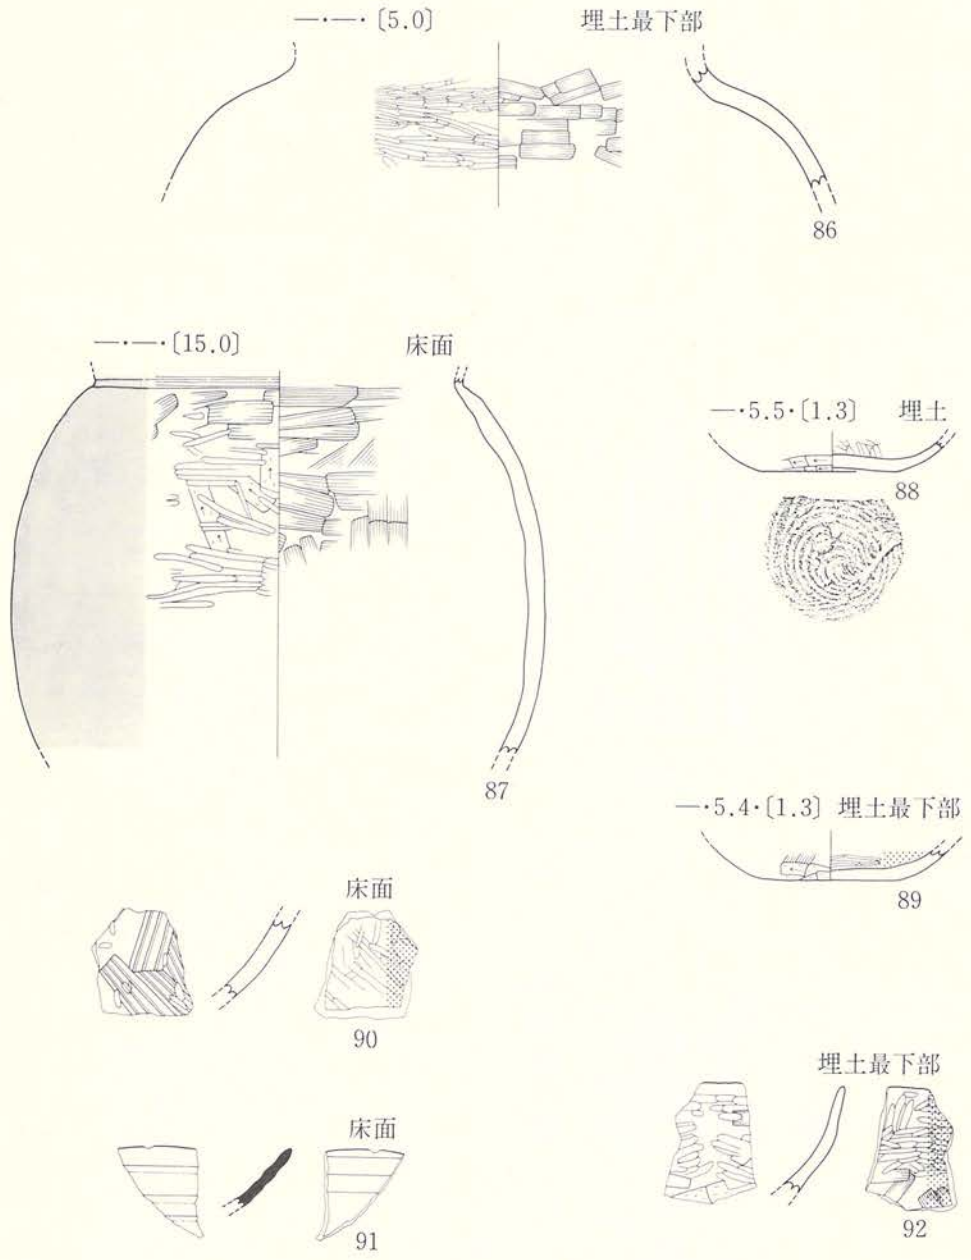 —·—·〔5.0〕 埋土最下部
86
—·—·〔15.0〕 床面
87
—·5.5·〔1.3〕 埋土
88
—·5.4·〔1.3〕 埋土最下部
89
床面
90
床面
91
埋土最下部
92